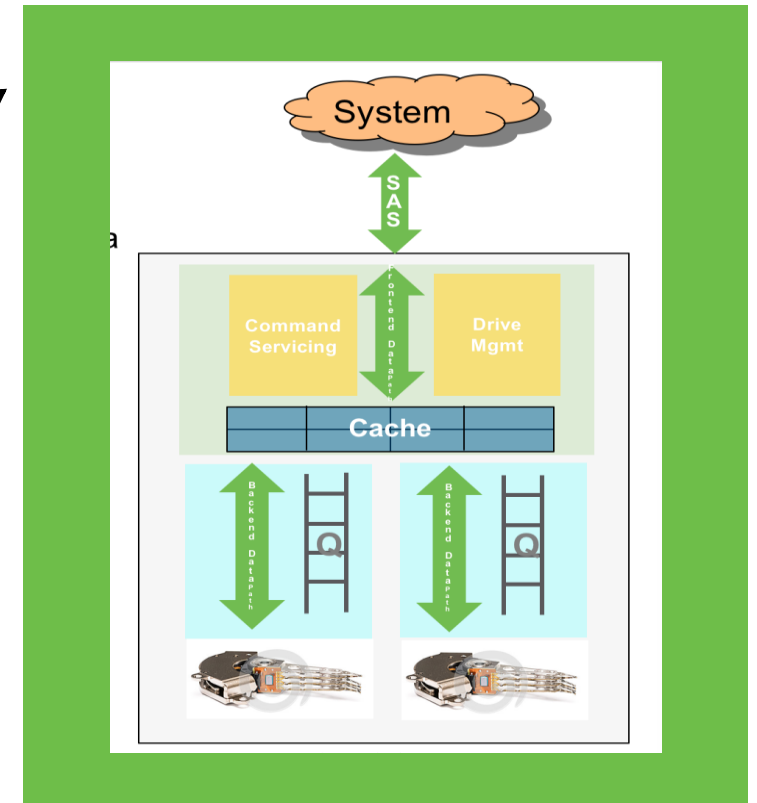 System
SAS
a
Frontend DataPath
Command
Servicing
Drive
Mgmt
Cache
Backend DataPath
Q
Backend DataPath
Q